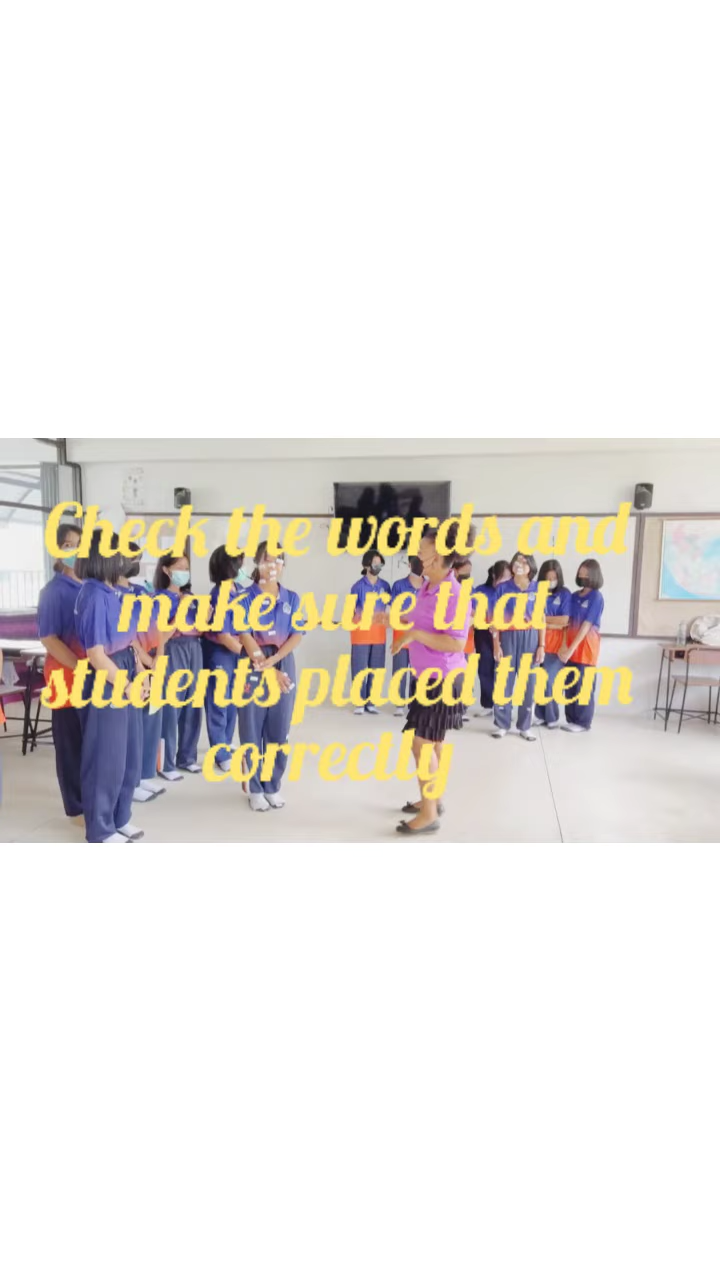 Check the words and
make sure that
students placed them
correctly